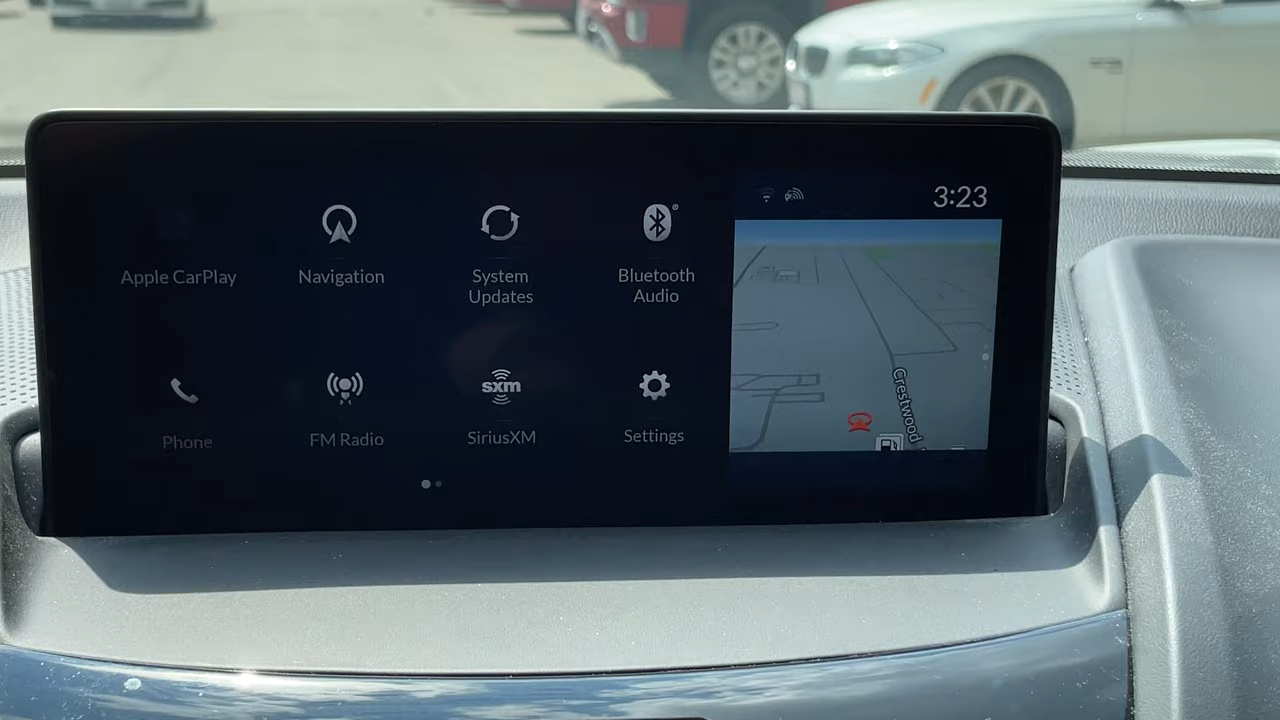 3:23
Apple CarPlay
Navigation
System
Updates
Bluetooth
Audio
Phone
FM Radio
sxm
SiriusXM
Settings
Crestwood